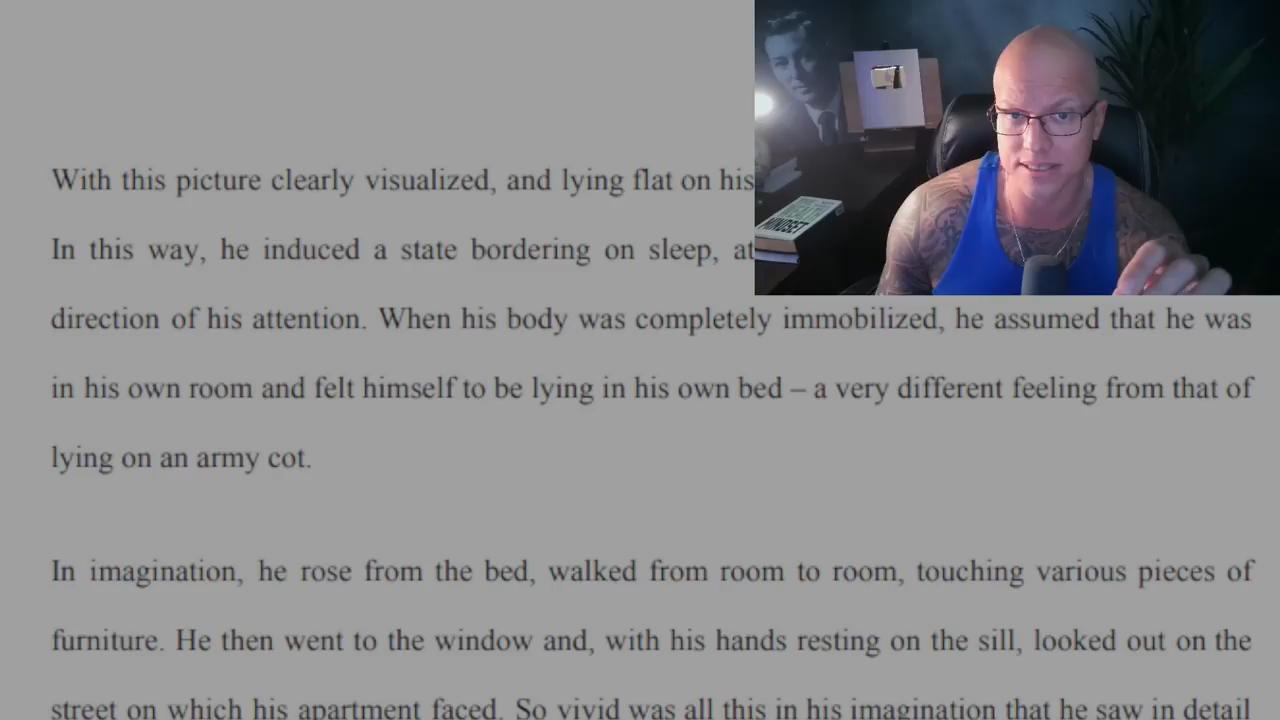 With this picture clearly visualized, and lying flat on his
In this way, he induced a state bordering on sleep, at
direction of his attention. When his body was completely immobilized, he assumed that he was
in his own room and felt himself to be lying in his own bed – a very different feeling from that of
lying on an army cot.
In imagination, he rose from the bed, walked from room to room, touching various pieces of
furniture. He then went to the window and, with his hands resting on the sill, looked out on the
street on which his apartment faced. So vivid was all this in his imagination that he saw in detail
MINDSET